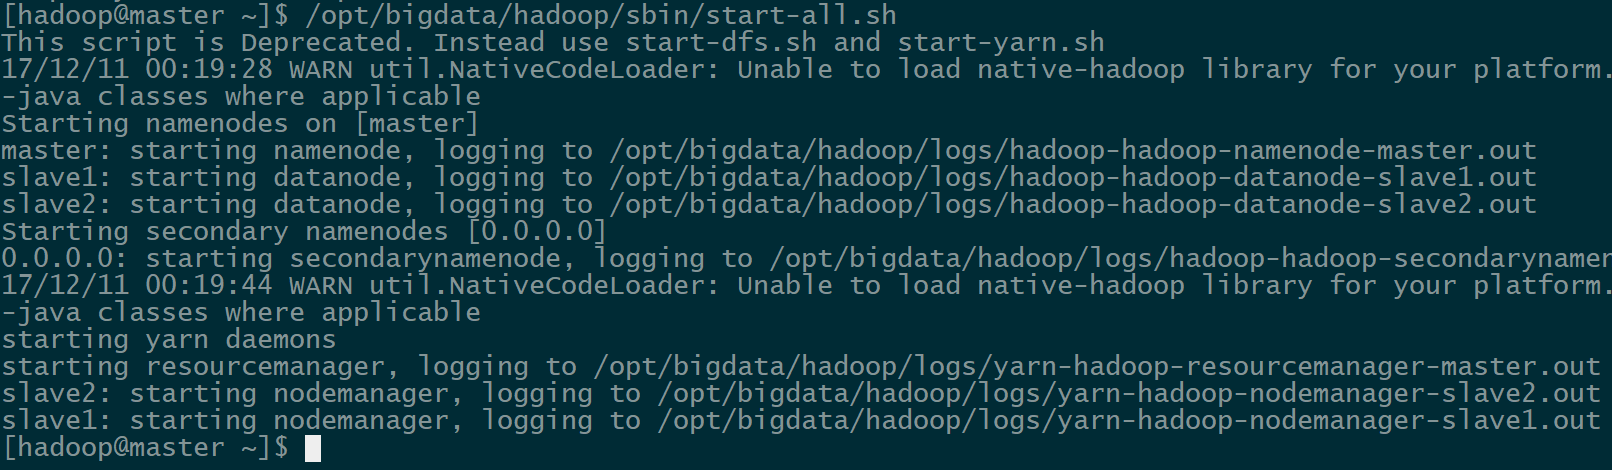 [hadoop@master ~]$ /opt/bigdata/hadoop/sbin/start-all.sh
This script is Deprecated. Instead use start-dfs.sh and start-yarn.sh
17/12/11 00:19:28 WARN util.NativeCodeLoader: Unable to load native-hadoop library for your platform.
-java classes where applicable
Starting namenodes on [master]
master: starting namenode, logging to /opt/bigdata/hadoop/logs/hadoop-hadoop-namenode-master.out
slave1: starting datanode, logging to /opt/bigdata/hadoop/logs/hadoop-hadoop-datanode-slave1.out
slave2: starting datanode, logging to /opt/bigdata/hadoop/logs/hadoop-hadoop-datanode-slave2.out
Starting secondary namenodes [0.0.0.0]
0.0.0.0: starting secondarynamenode, logging to /opt/bigdata/hadoop/logs/hadoop-hadoop-secondarynamen
17/12/11 00:19:44 WARN util.NativeCodeLoader: Unable to load native-hadoop library for your platform.
-java classes where applicable
starting yarn daemons
starting resourcemanager, logging to /opt/bigdata/hadoop/logs/yarn-hadoop-resourcemanager-master.out
slave2: starting nodemanager, logging to /opt/bigdata/hadoop/logs/yarn-hadoop-nodemanager-slave2.out
slave1: starting nodemanager, logging to /opt/bigdata/hadoop/logs/yarn-hadoop-nodemanager-slave1.out
[hadoop@master ~]$